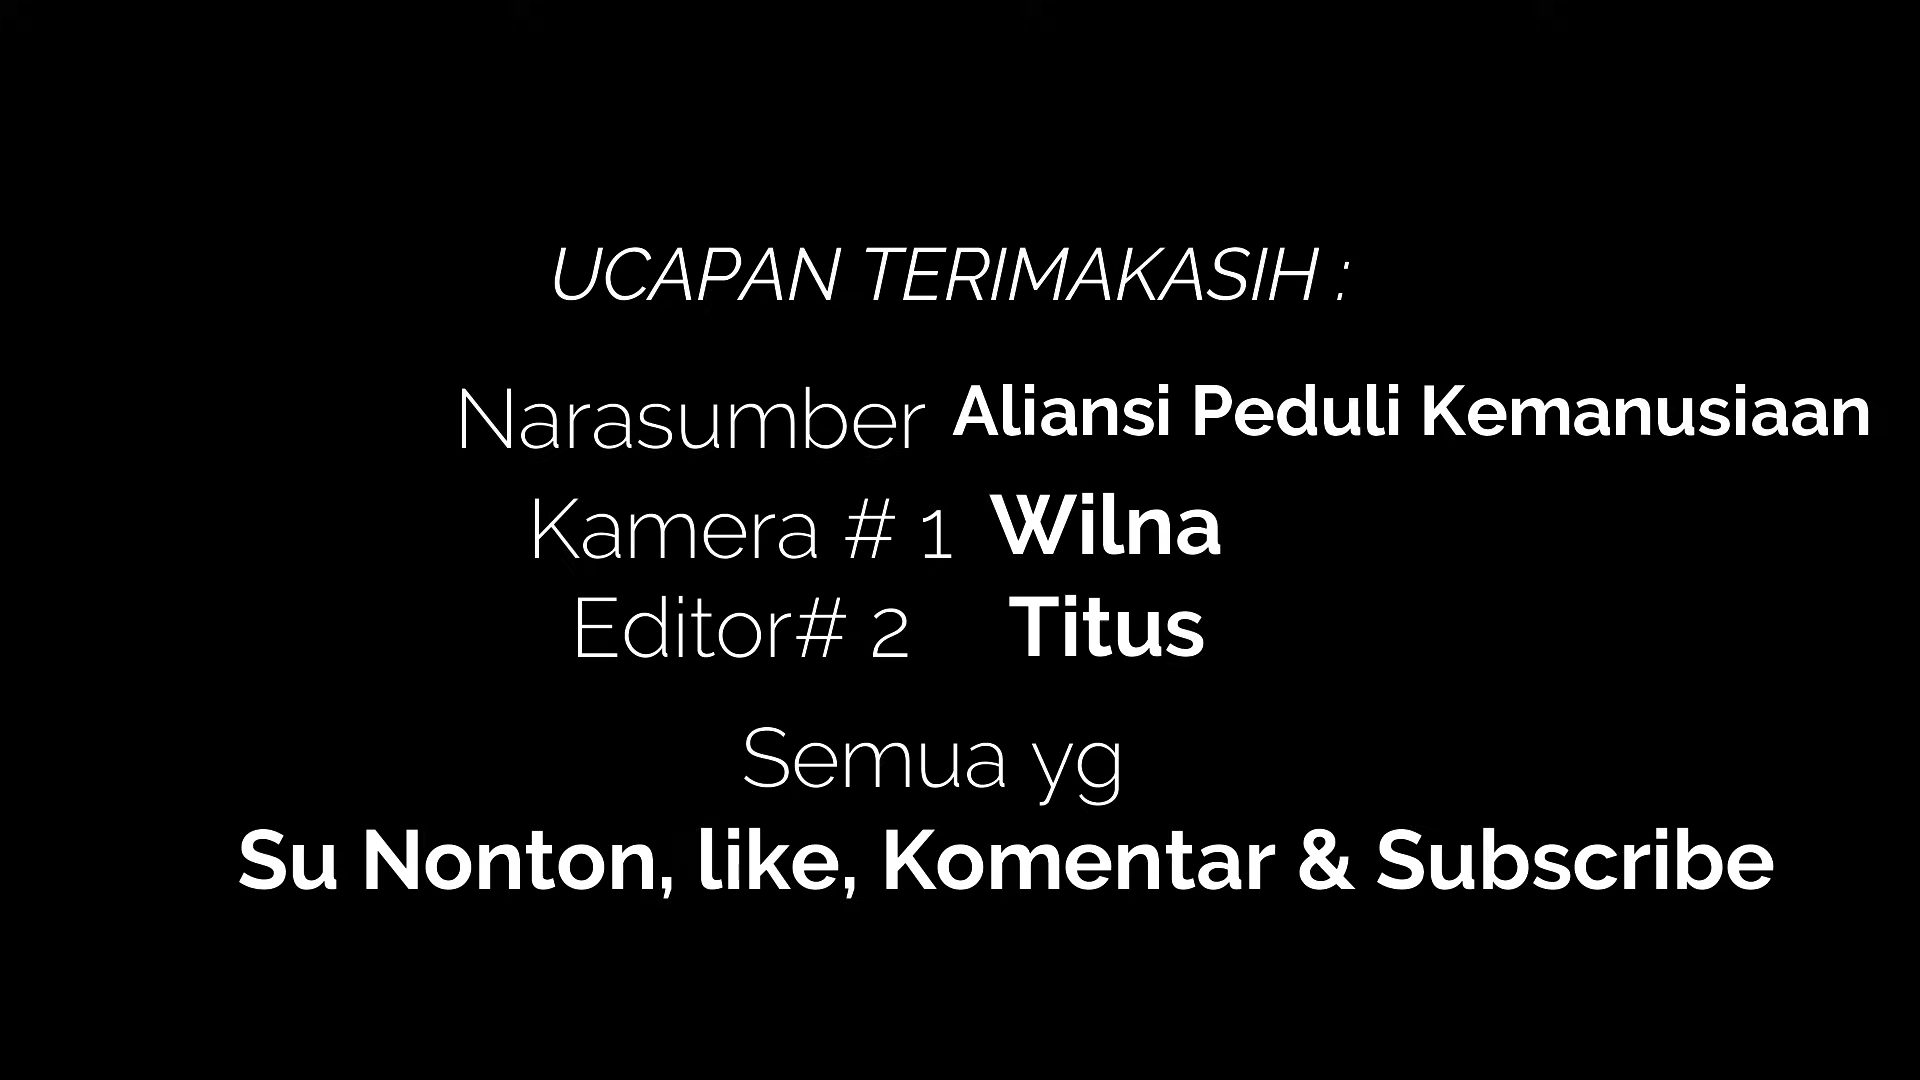 UCAPAN TERIMAKASIH :
Narasumber Aliansi Peduli Kemanusiaan
Kamera # 1 Wilna
Editor# 2 Titus
Semua yg
Su Nonton, like, Komentar & Subscribe